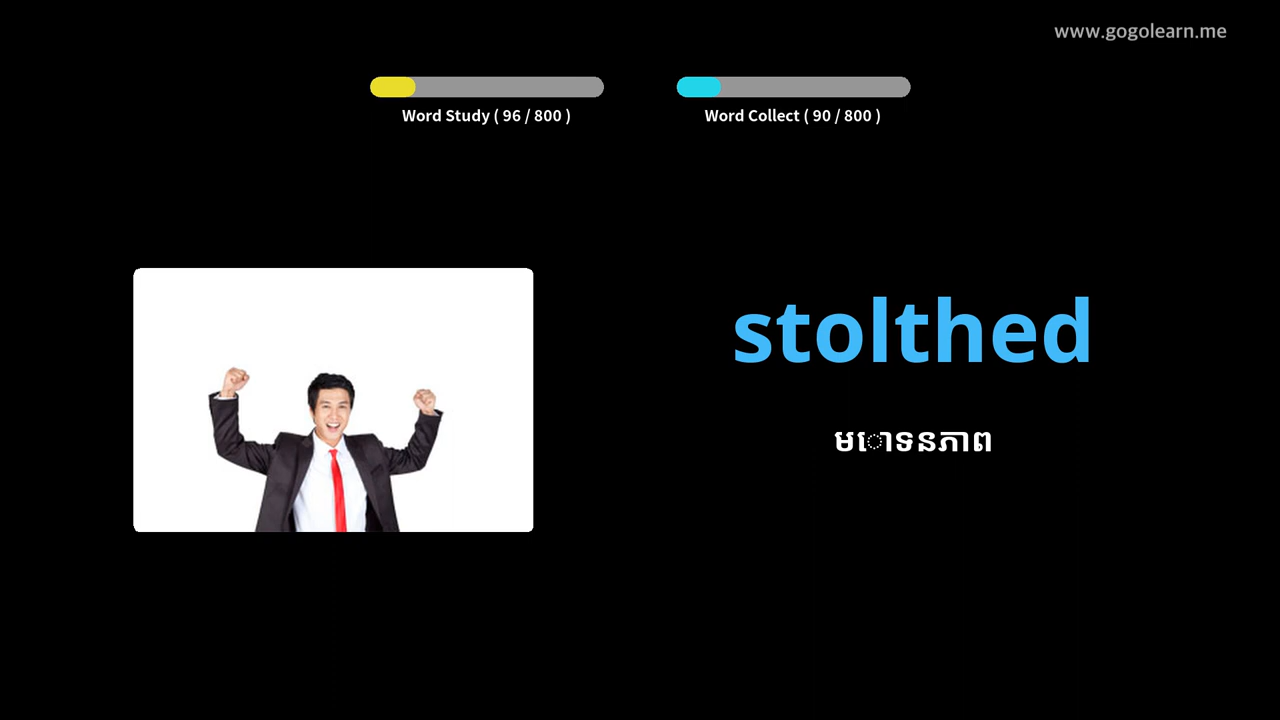 www.gogolearn.me
Word Study ( 96 / 800 )
Word Collect ( 90 / 800 )
stolthed
មោទនភាព